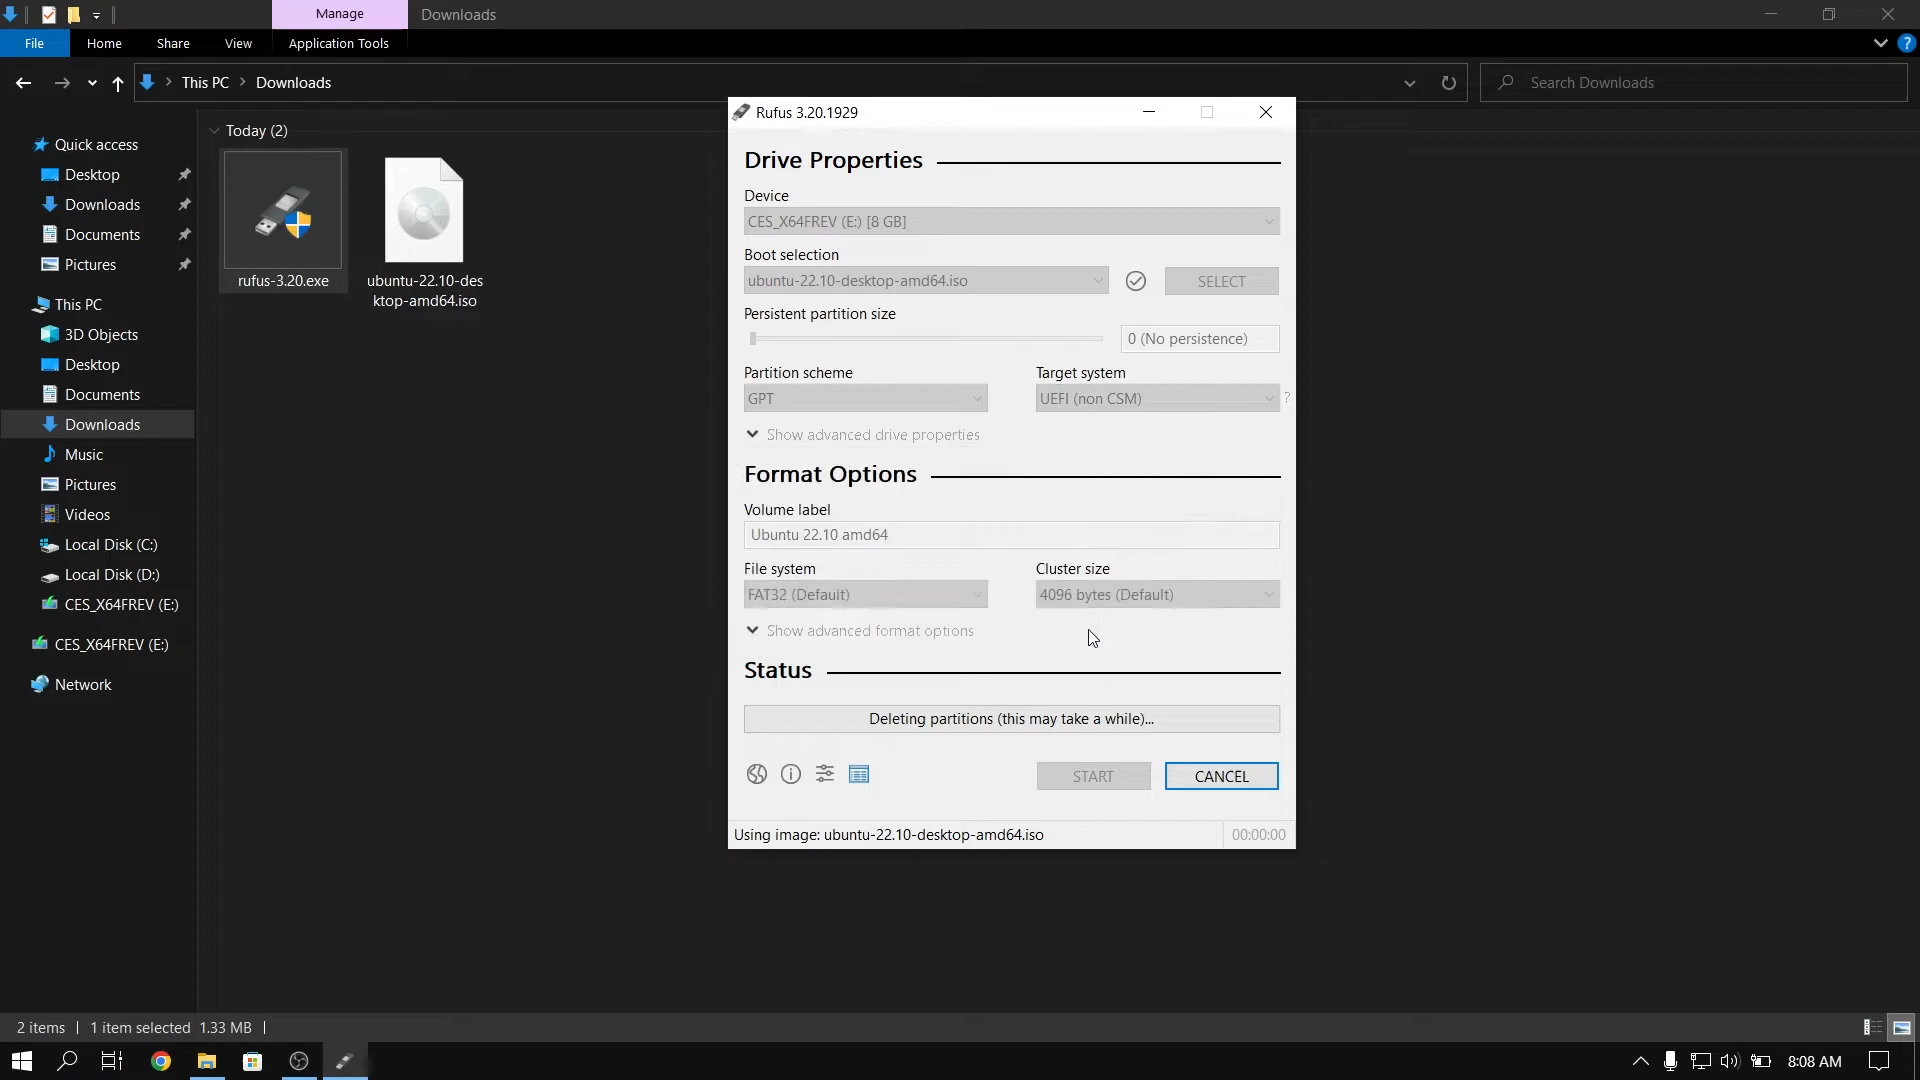 Manage
Downloads
File
Home
Share
View
Application Tools
?
This PC
Downloads
Search Downloads
Quick access
Desktop
Downloads
Documents
Pictures
This PC
3D Objects
Desktop
Documents
Downloads
Music
Pictures
Videos
Local Disk (C:)
Local Disk (D:)
CES_X64FREV (E:)
CES_X64FREV (E:)
Network
Today (2)
rufus-3.20.exe
ubuntu-22.10-des
ktop-amd64.iso
Rufus 3.20.1929
Drive Properties
Device
CES_X64FREV (E:) [8 GB]
Boot selection
ubuntu-22.10-desktop-amd64.iso
SELECT
Persistent partition size
0 (No persistence)
Partition scheme
Target system
GPT
UEFI (non CSM)
?
Show advanced drive properties
Format Options
Volume label
Ubuntu 22.10 amd64
File system
Cluster size
FAT32 (Default)
4096 bytes (Default)
Show advanced format options
Status
Deleting partitions (this may take a while)...
START
CANCEL
Using image: ubuntu-22.10-desktop-amd64.iso
00:00:00
2 items
1 item selected 1.33 MB
8:08 AM